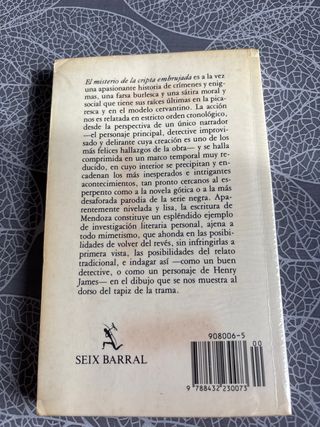 El misterio de la cripta embrujada es a la vez
una apasionante historia de crímenes y enig-
mas, una farsa burlesca y una sátira moral y
social que tiene sus raíces últimas en la pica-
resca y en el modelo cervantino. La acción
nos es relatada en estricto orden cronológico,
desde la perspectiva de un único narrador
—el personaje principal, detective improvisa-
do y delirante cuya creación es uno de los
más felices hallazgos de la obra— y se halla
comprimida en un marco temporal muy re-
ducido, en cuyo interior se precipitan y en-
cadenan los más inesperados e intrigantes
acontecimientos, tan pronto cercanos al esper-
pento como a la novela gótica o a la más
desaforada parodia de la serie negra. Apa-
rentemente nivelada y lisa, la escritura de
Mendoza constituye un espléndido ejemplo
de investigación literaria personal, ajena a
todo mimetismo, que ahonda en las posibi-
lidades de volver del revés, sin infringirlas a
primera vista, las posibilidades del relato
tradicional, e indagar así —como un buen
detective, o como un personaje de Henry
James— en el dibujo que se nos muestra al
dorso del tapiz de la trama.
908006-5
00
9 788432 230073
SEIX BARRAL